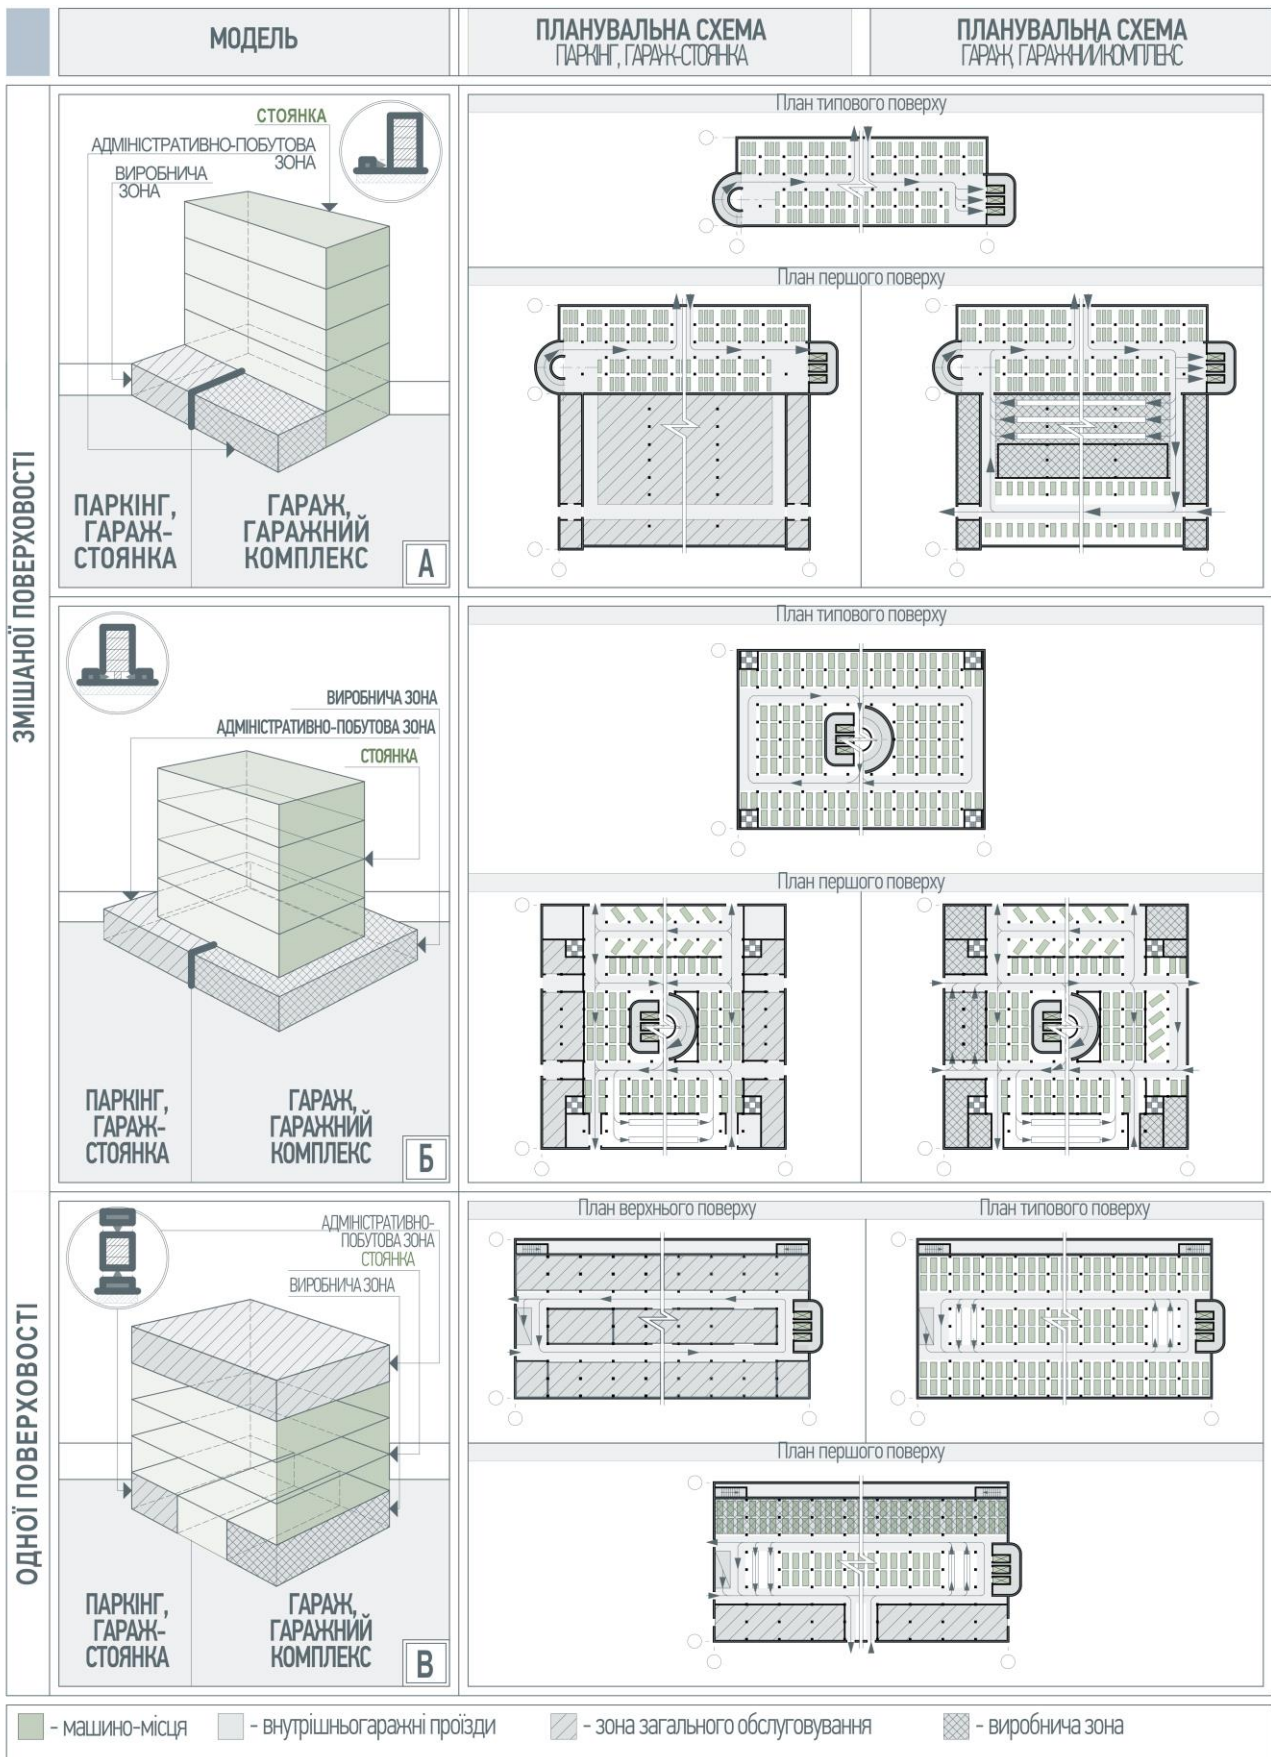 МОДЕЛЬ
ПЛАНУВАЛЬНА СХЕМА
ПАРКІНГ, ГАРАЖ-СТОЯНКА
ПЛАНУВАЛЬНА СХЕМА
ГАРАЖ, ГАРАЖНИЙ КОМПЛЕКС
ЗМІШАНОЇ ПОВЕРХОВОСТІ
СТОЯНКА
АДМІНІСТРАТИВНО-ПОБУТОВА
ЗОНА
ВИРОБНИЧА
ЗОНА
ПАРКІНГ,
ГАРАЖ-
СТОЯНКА
ГАРАЖ,
ГАРАЖНИЙ
КОМПЛЕКС
А
План типового поверху
План першого поверху
ВИРОБНИЧА ЗОНА
АДМІНІСТРАТИВНО-ПОБУТОВА ЗОНА
СТОЯНКА
ПАРКІНГ,
ГАРАЖ-
СТОЯНКА
ГАРАЖ,
ГАРАЖНИЙ
КОМПЛЕКС
Б
План типового поверху
План першого поверху
ОДНОЇ ПОВЕРХОВОСТІ
АДМІНІСТРАТИВНО-
ПОБУТОВА ЗОНА
СТОЯНКА
ВИРОБНИЧА ЗОНА
ПАРКІНГ,
ГАРАЖ-
СТОЯНКА
ГАРАЖ,
ГАРАЖНИЙ
КОМПЛЕКС
В
План верхнього поверху
План типового поверху
План першого поверху
- машино-місця
- внутрішньогаражні проїзди
- зона загального обслуговування
- виробнича зона